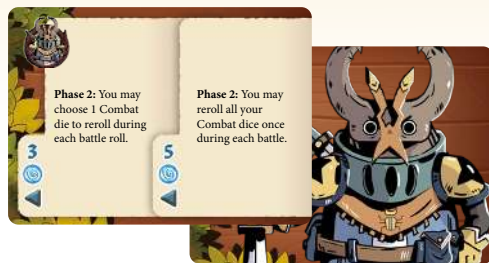 Phase 2: You may
choose 1 Combat
die to reroll during
each battle roll.
3
Phase 2: You may
reroll all your
Combat dice once
during each battle.
5